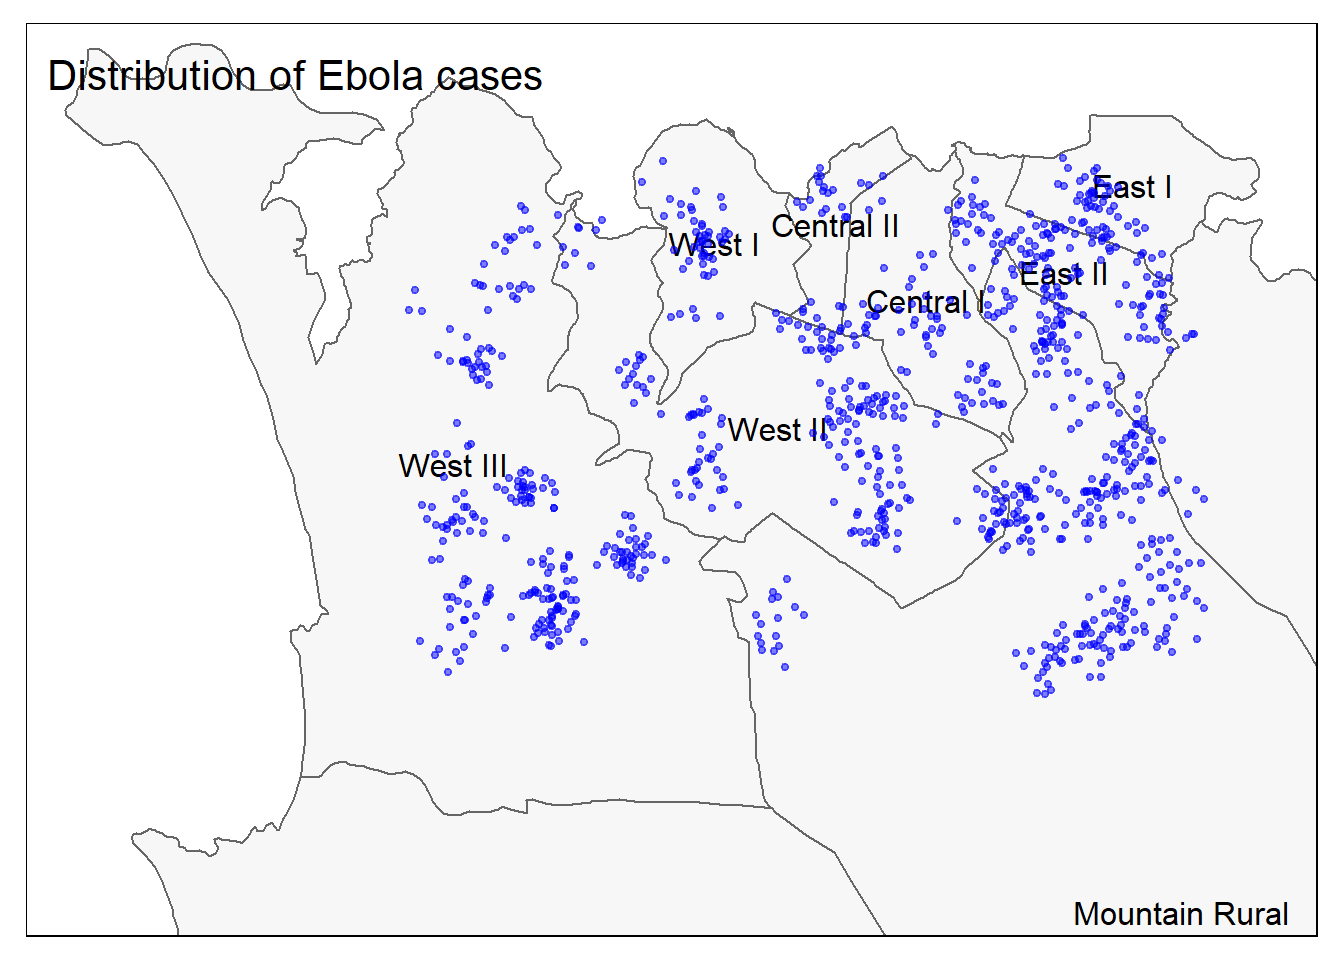 Distribution of Ebola cases
East I
Central II
West I
East II
Central I
West II
West III
Mountain Rural